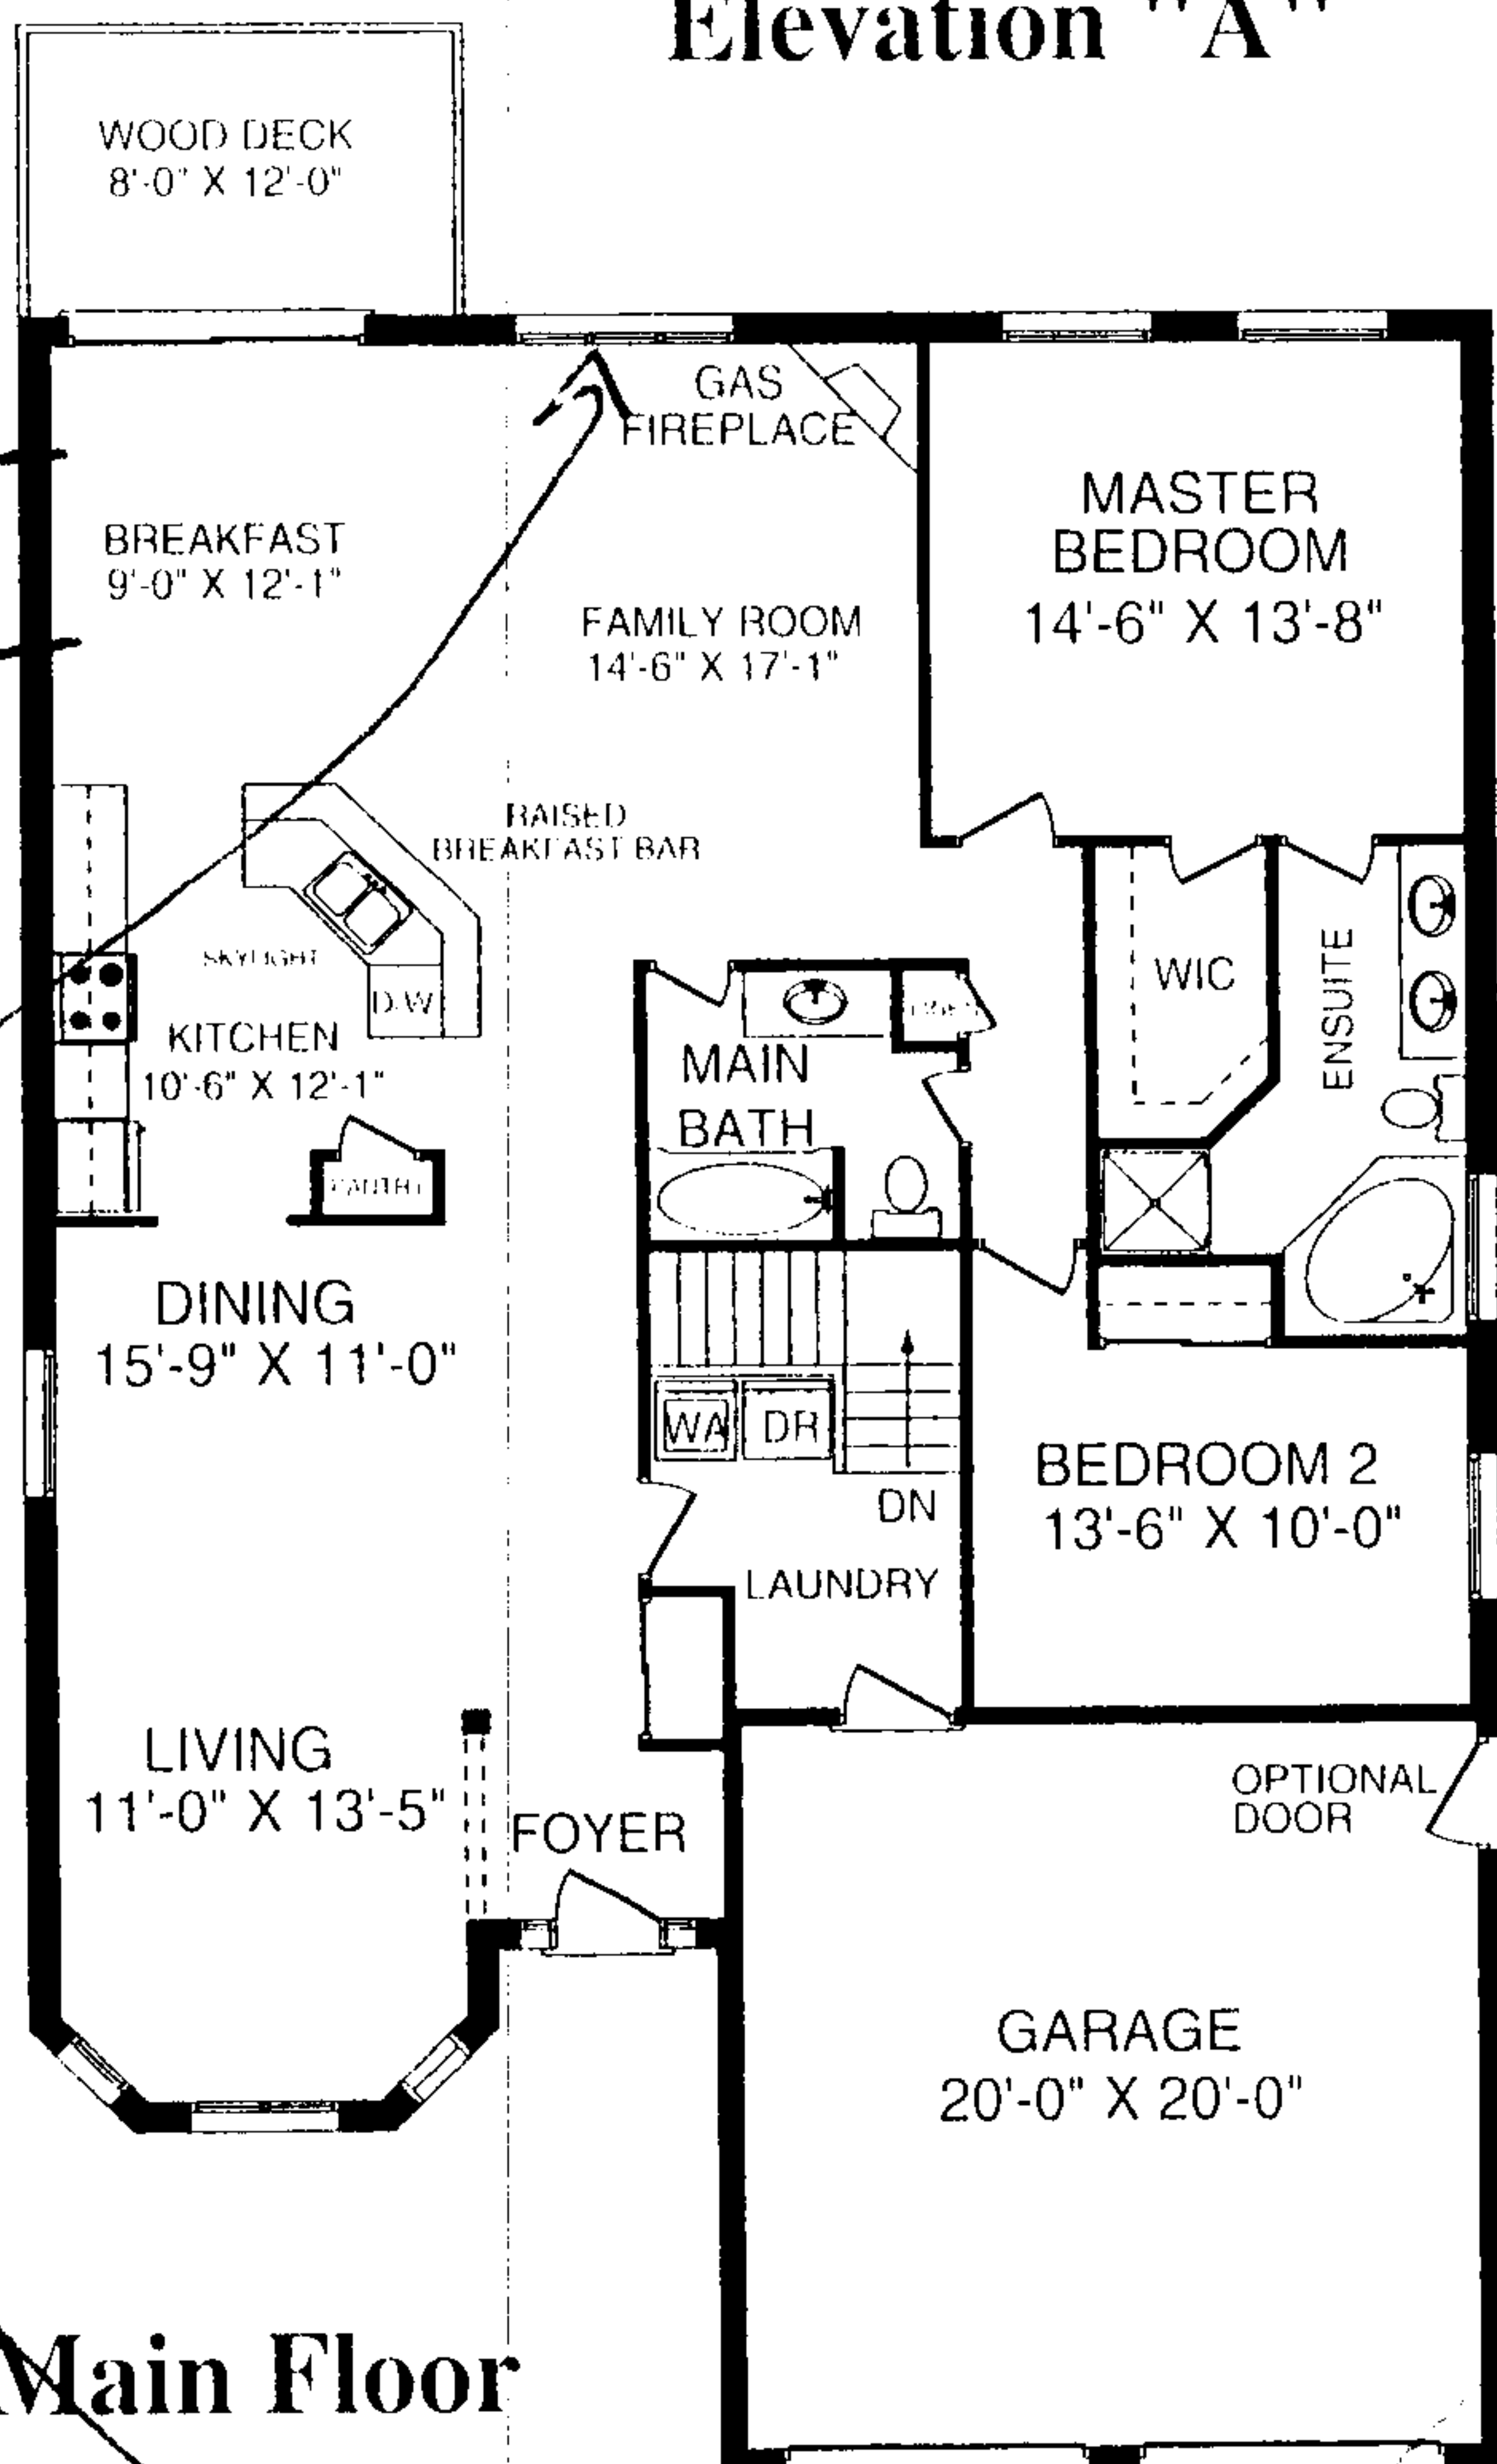 Elevation "A"
WOOD DECK
8'-0" X 12'-0"
GAS
FIREPLACE
MASTER
BEDROOM
14'-6" X 13'-8"
BREAKFAST
9'-0" X 12'-1"
FAMILY ROOM
14'-6" X 17'-1"
RAISED
BREAKFAST BAR
SKYLIGHT
D.W
KITCHEN
10'-6" X 12'-1"
PANTRY
MAIN
BATH
WIC
ENSUITE
DINING
15'-9" X 11'-0"
WA DR
DN
LAUNDRY
BEDROOM 2
13'-6" X 10'-0"
LIVING
11'-0" X 13'-5"
FOYER
OPTIONAL
DOOR
GARAGE
20'-0" X 20'-0"
Main Floor